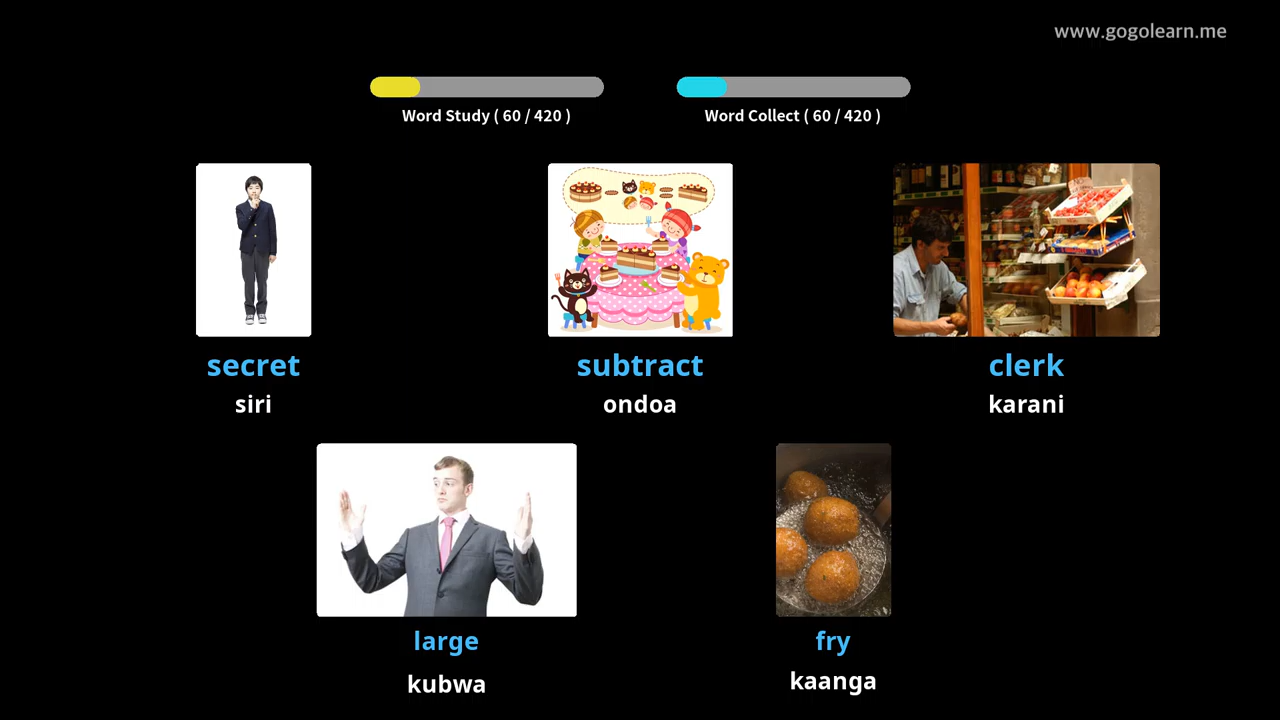 www.gogolearn.me
Word Study ( 60 / 420 )
Word Collect ( 60 / 420 )
secret
siri
subtract
ondoa
clerk
karani
large
kubwa
fry
kaanga